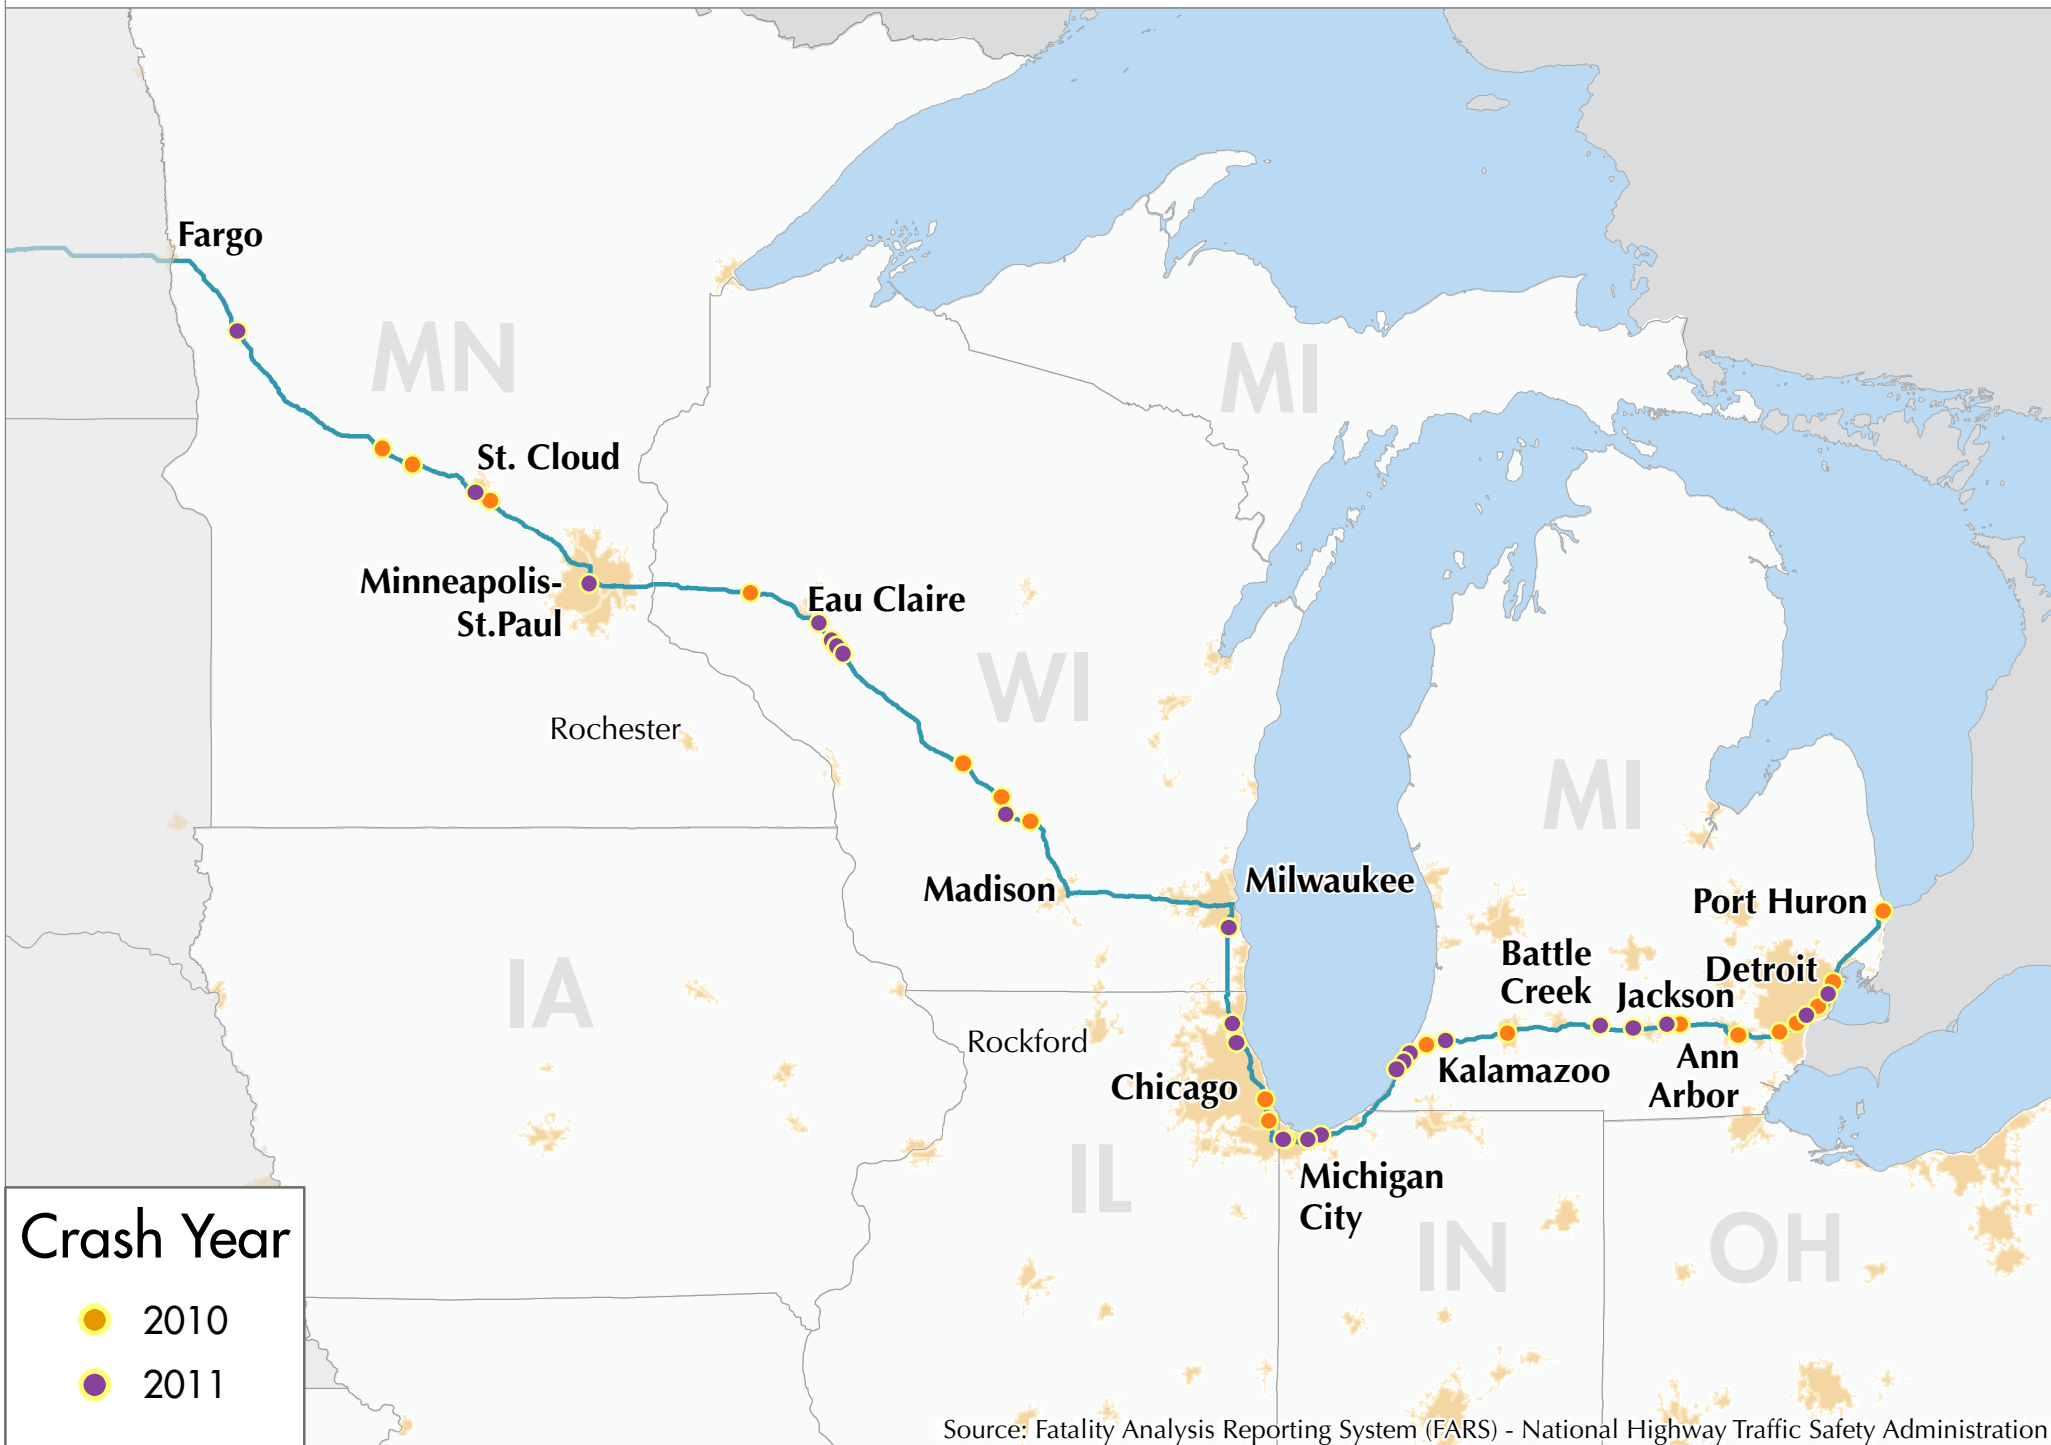 Fargo
MN
MI
St. Cloud
Minneapolis-
St.Paul
Eau Claire
WI
Rochester
MI
Madison
Milwaukee
Port Huron
Battle
Creek
Detroit
Jackson
IA
Rockford
Kalamazoo
Ann
Arbor
Chicago
IL
Michigan
City
IN
OH
Crash Year
2010
2011
Source: Fatality Analysis Reporting System (FARS) - National Highway Traffic Safety Administration